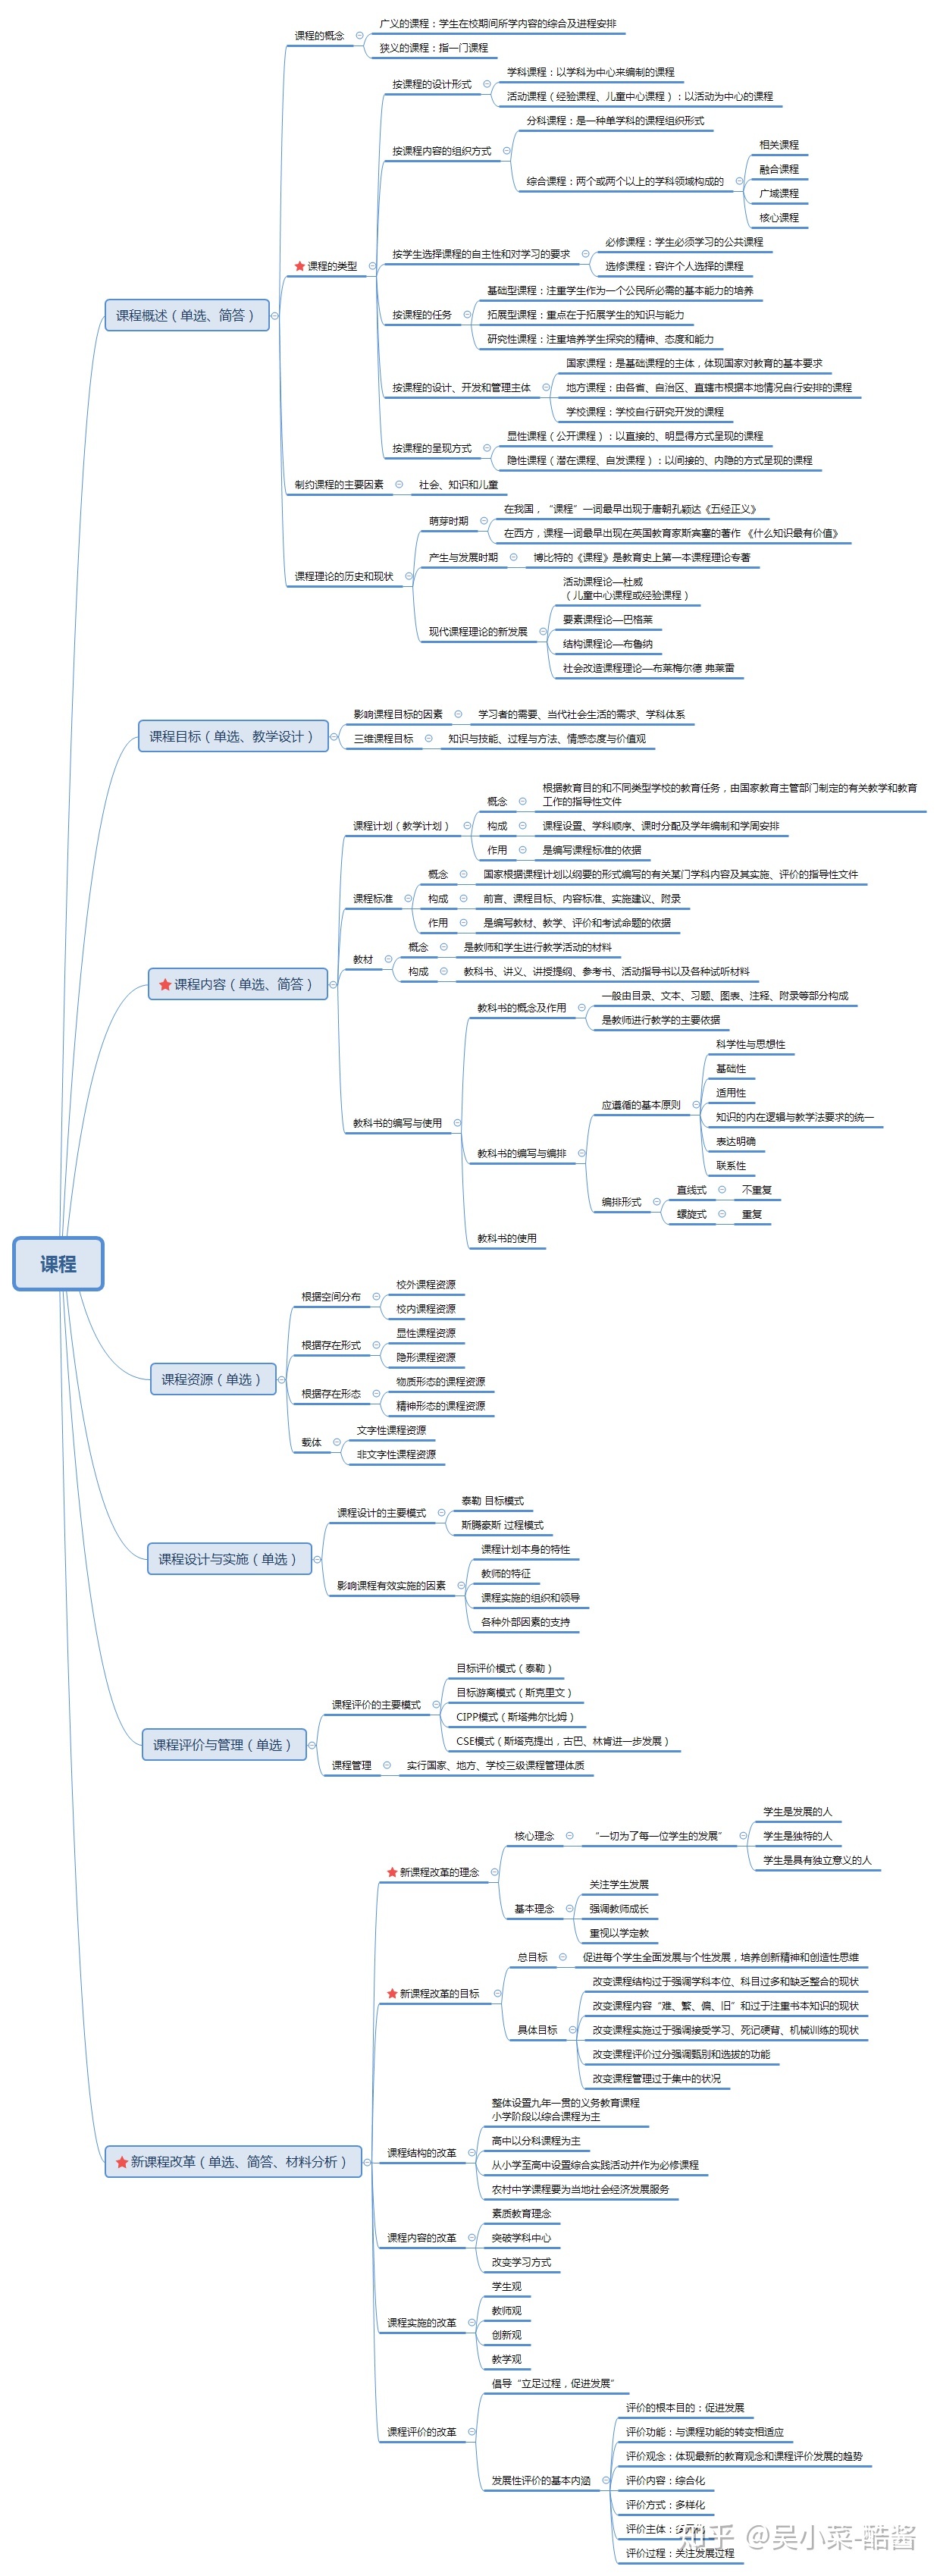 课程
课程概述（单选、简答）
课程的概念
广义的课程：学生在校期间所学内容的综合及进程安排
狭义的课程：指一门课程
课程的类型
按课程的设计形式
学科课程：以学科为中心来编制的课程
活动课程（经验课程、儿童中心课程）：以活动为中心的课程
按课程内容的组织方式
分科课程：是一种单学科的课程组织形式
综合课程：两个或两个以上的学科领域构成的
相关课程
融合课程
广域课程
核心课程
按学生选择课程的自主性和对学习的要求
必修课程：学生必须学习的公共课程
选修课程：容许个人选择的课程
按课程的任务
基础型课程：注重学生作为一个公民所必需的基本能力的培养
拓展型课程：重点在于拓展学生的知识与能力
研究性课程：注重培养学生探究的精神、态度和能力
按课程的设计、开发和管理主体
国家课程：是基础课程的主体，体现国家对教育的基本要求
地方课程：由各省、自治区、直辖市根据本地情况自行安排的课程
学校课程：学校自行研究开发的课程
按课程的呈现方式
显性课程（公开课程）：以直接的、明显得方式呈现的课程
隐性课程（潜在课程、自发课程）：以间接的、内隐的方式呈现的课程
制约课程的主要因素
社会、知识和儿童
课程理论的历史和现状
萌芽时期
在我国，“课程”一词最早出现于唐朝孔颖达《五经正义》
在西方，课程一词最早出现在英国教育家斯宾塞的著作 《什么知识最有价值》
产生与发展时期
博比特的《课程》是教育史上第一本课程理论专著
现代课程理论的新发展
活动课程论—杜威
（儿童中心课程或经验课程）
要素课程论—巴格莱
结构课程论—布鲁纳
社会改造课程理论—布莱梅尔德 弗莱雷
课程目标（单选、教学设计）
影响课程目标的因素
学习者的需要、当代社会生活的需求、学科体系
三维课程目标
知识与技能、过程与方法、情感态度与价值观
课程内容（单选、简答）
课程计划（教学计划）
概念
根据教育目的和不同类型学校的教育任务，由国家教育主管部门制定的有关教学和教育
工作的指导性文件
构成
课程设置、学科顺序、课时分配及学年编制和学周安排
作用
是编写课程标准的依据
课程标准
概念
国家根据课程计划以纲要的形式编写的有关某门学科内容及其实施、评价的指导性文件
构成
前言、课程目标、内容标准、实施建议、附录
作用
是编写教材、教学、评价和考试命题的依据
教材
概念
是教师和学生进行教学活动的材料
构成
教科书、讲义、讲授提纲、参考书、活动指导书以及各种试听材料
教科书的编写与使用
教科书的概念及作用
一般由目录、文本、习题、图表、注释、附录等部分构成
是教师进行教学的主要依据
教科书的编写与编排
应遵循的基本原则
科学性与思想性
基础性
适用性
知识的内在逻辑与教学法要求的统一
表达明确
联系性
编排形式
直线式
不重复
螺旋式
重复
教科书的使用
课程资源（单选）
根据空间分布
校外课程资源
校内课程资源
根据存在形式
显性课程资源
隐形课程资源
根据存在形态
物质形态的课程资源
精神形态的课程资源
载体
文字性课程资源
非文字性课程资源
课程设计与实施（单选）
课程设计的主要模式
泰勒 目标模式
斯腾豪斯 过程模式
影响课程有效实施的因素
课程计划本身的特性
教师的特征
课程实施的组织和领导
各种外部因素的支持
课程评价与管理（单选）
课程评价的主要模式
目标评价模式（泰勒）
目标游离模式（斯克里文）
CIPP模式（斯塔弗尔比姆）
CSE模式（斯塔克提出，古巴、林肯进一步发展）
课程管理
实行国家、地方、学校三级课程管理体质
新课程改革（单选、简答、材料分析）
新课程改革的理念
核心理念
“一切为了每一位学生的发展”
学生是发展的人
学生是独特的人
学生是具有独立意义的人
基本理念
关注学生发展
强调教师成长
重视以学定教
新课程改革的目标
总目标
促进每个学生全面发展与个性发展，培养创新精神和创造性思维
具体目标
改变课程结构过于强调学科本位、科目过多和缺乏整合的现状
改变课程内容“难、繁、偏、旧”和过于注重书本知识的现状
改变课程实施过于强调接受学习、死记硬背、机械训练的现状
改变课程评价过分强调甄别和选拔的功能
改变课程管理过于集中的状况
课程结构的改革
整体设置九年一贯的义务教育课程
小学阶段以综合课程为主
高中以分科课程为主
从小学至高中设置综合实践活动并作为必修课程
农村中学课程要为当地社会经济发展服务
课程内容的改革
素质教育理念
突破学科中心
改变学习方式
课程实施的改革
学生观
教师观
创新观
教学观
课程评价的改革
倡导“立足过程，促进发展”
发展性评价的基本内涵
评价的根本目的：促进发展
评价功能：与课程功能的转变相适应
评价观念：体现最新的教育观念和课程评价发展的趋势
评价内容：综合化
评价方式：多样化
评价主体：
评价过程：关注发展过程
知乎 @吴小菜-酷酱